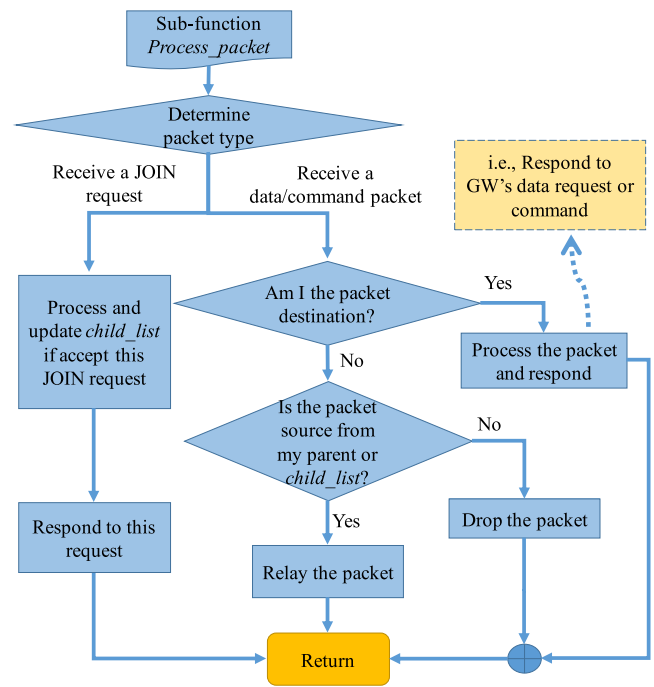 Sub-function
Process_packet
Determine
packet type
Receive a JOIN
request
Receive a
data/command packet
i.e., Respond to
GW's data request or
command
Process and
update child_list
if accept this
JOIN request
Am I the packet
destination?
Yes
Process the packet
and respond
No
Is the packet
source from
my parent or
child_list?
No
Respond to this
request
Yes
Drop the packet
Relay the packet
Return